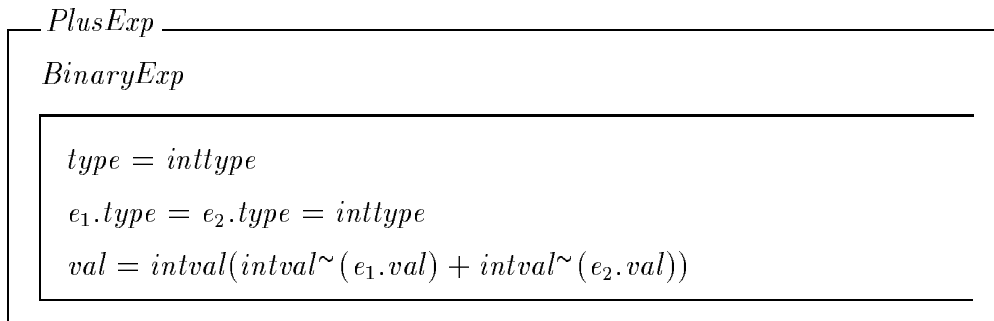 PlusExp
BinaryExp
type = inttype
e₁.type = e₂.type = inttype
val = intval(intval~(e₁.val) + intval~(e₂.val))